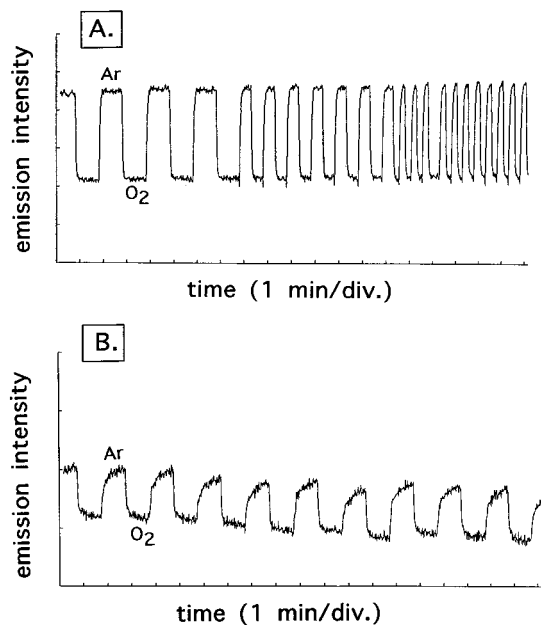 A.
Ar
O2
emission intensity
time (1 min/div.)
B.
Ar
O2
emission intensity
time (1 min/div.)